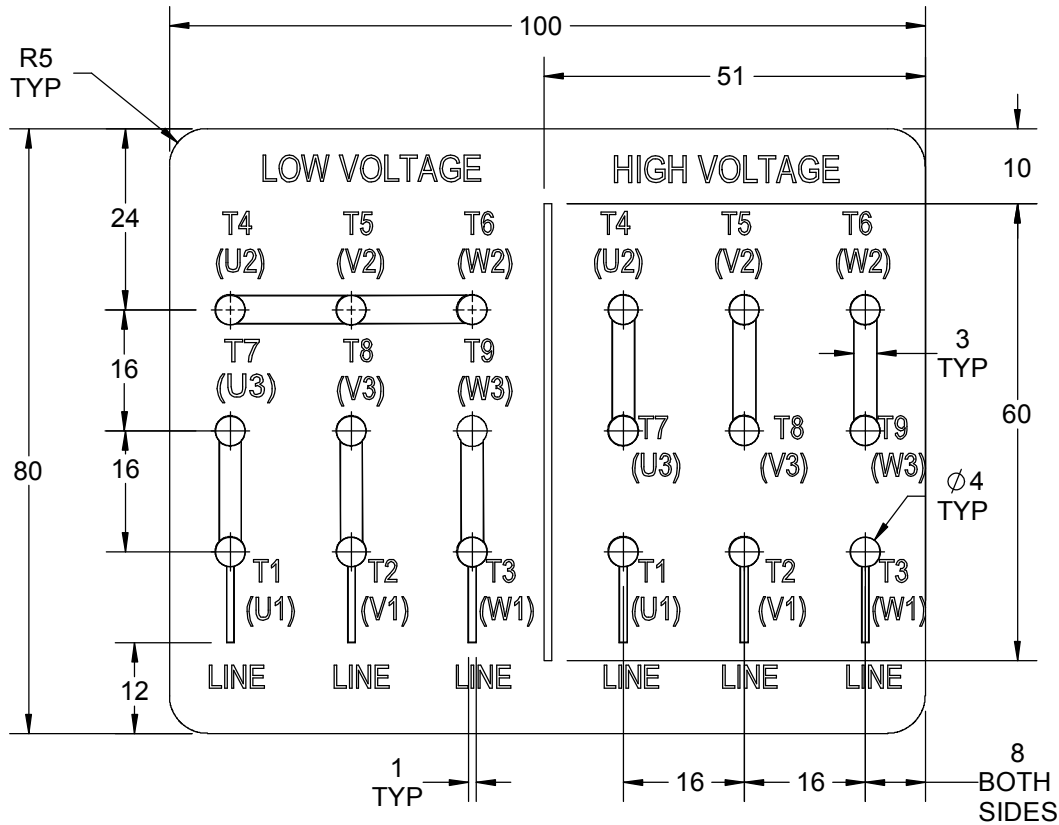 100
R5
TYP
51
LOW VOLTAGE HIGH VOLTAGE
10
24
T4 T5 T6 T4 T5 T6
(U2) (V2) (W2) (U2) (V2) (W2)
16
T7 T8 T9
(U3) (V3) (W3)
3
TYP
60
T7 T8 T9
(U3) (V3) (W3)
80
16
Ø4
TYP
T1 T2 T3 T1 T2 T3
(U1) (V1) (W1) (U1) (V1) (W1)
LINE LINE LINE LINE LINE LINE
12
1
TYP
16 16
8
BOTH
SIDES